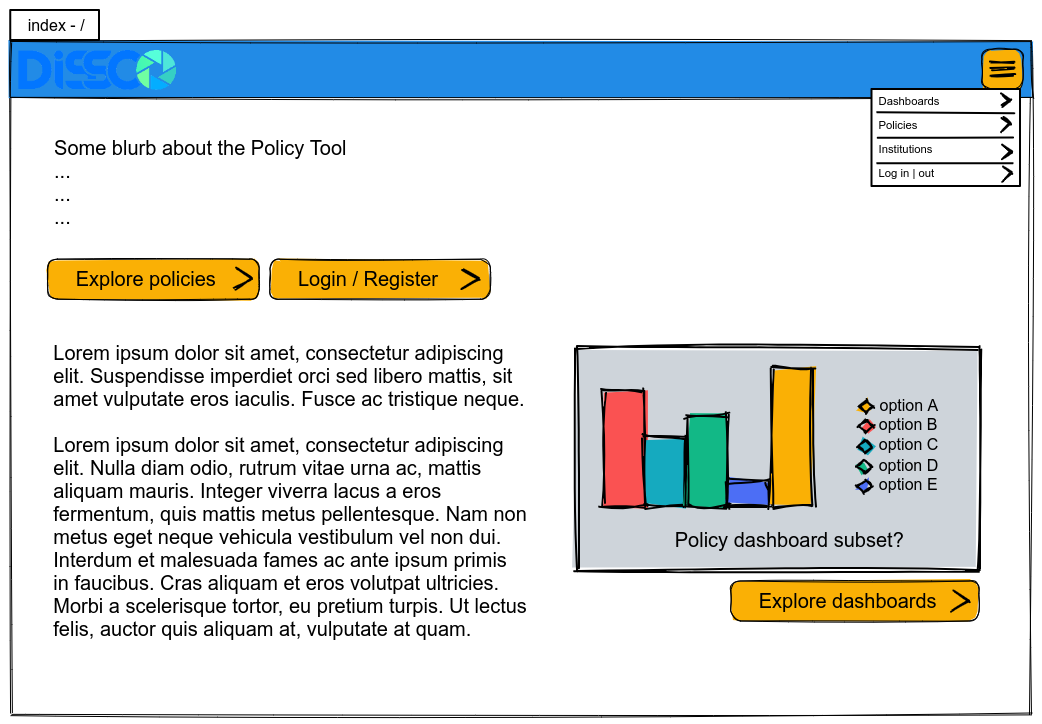 index - /
DiSSCo
Dashboards
Policies
Institutions
Log in | out
Some blurb about the Policy Tool
...
...
...
Explore policies
Login / Register
Lorem ipsum dolor sit amet, consectetur adipiscing
elit. Suspendisse imperdiet orci sed libero mattis, sit
amet vulputate eros iaculis. Fusce ac tristique neque.
Lorem ipsum dolor sit amet, consectetur adipiscing
elit. Nulla diam odio, rutrum vitae urna ac, mattis
aliquam mauris. Integer viverra lacus a eros
fermentum, quis mattis metus pellentesque. Nam non
metus eget neque vehicula vestibulum vel non dui.
Interdum et malesuada fames ac ante ipsum primis
in faucibus. Cras aliquam et eros volutpat ultricies.
Morbi a scelerisque tortor, eu pretium turpis. Ut lectus
felis, auctor quis aliquam at, vulputate at quam.
option A
option B
option C
option D
option E
Policy dashboard subset?
Explore dashboards